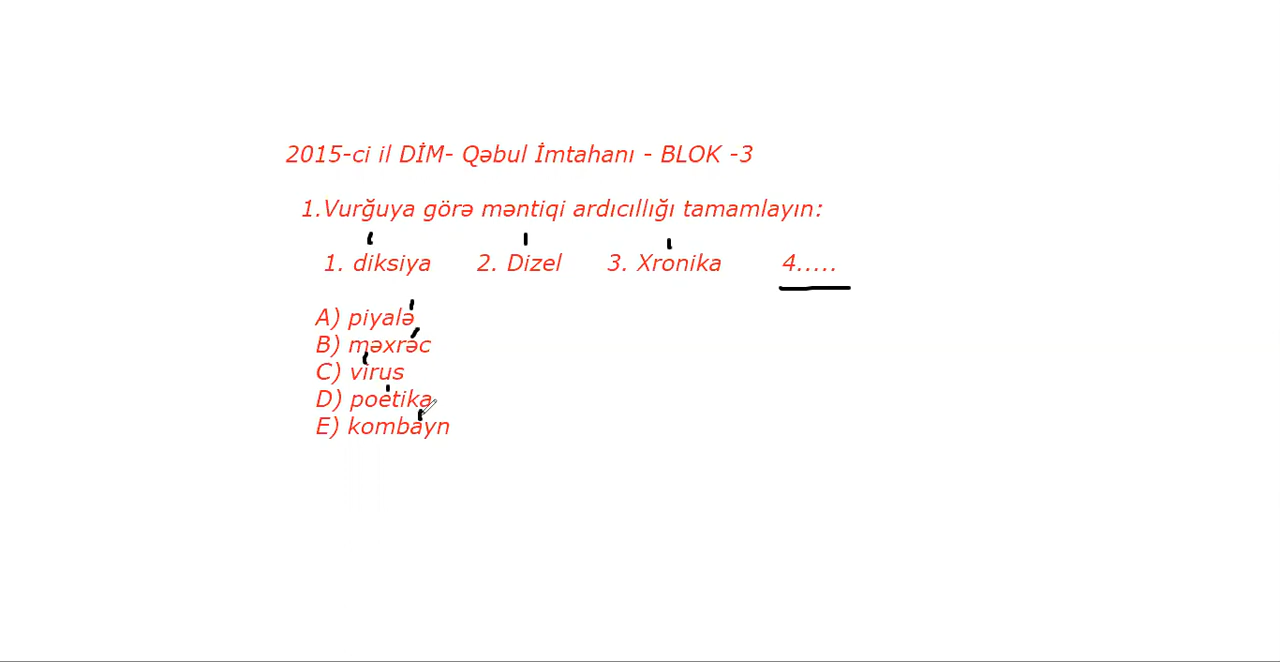 2015-ci il DİM- Qəbul İmtahanı - BLOK -3
1.Vurğuya görə məntiqi ardıcıllığı tamamlayın:
1. diksiya 2. Dizel 3. Xronika 4.....
A) piyalə
B) məxrəc
C) virus
D) poetika
E) kombayn